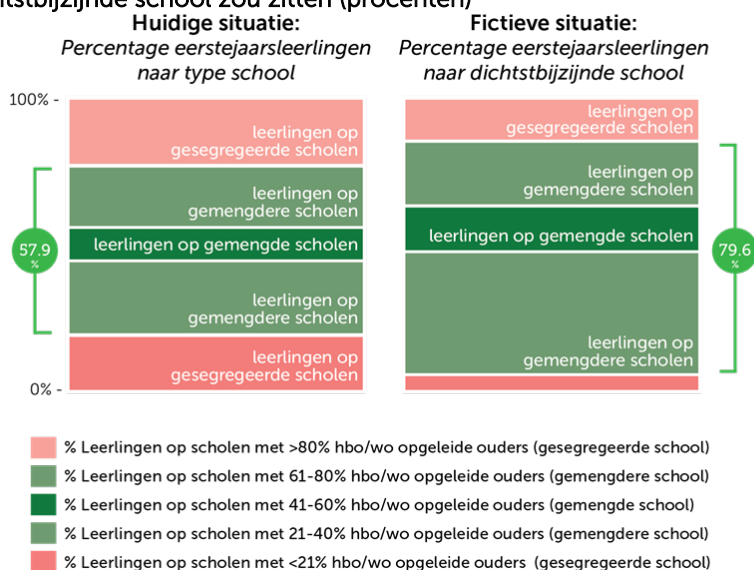 htstbijzijnde school zou zitten (procenten)
Huidige situatie:
Percentage eerstejaarsleerlingen
naar type school
100% -
leerlingen op
gesegregeerde scholen
leerlingen op
gemengdere scholen
leerlingen op gemengde scholen
57.9
%
leerlingen op
gemengdere scholen
leerlingen op
gesegregeerde scholen
0% -
Fictieve situatie:
Percentage eerstejaarsleerlingen
naar dichtstbijzijnde school
leerlingen op
gesegregeerde scholen
leerlingen op
gemengdere scholen
leerlingen op gemengde scholen
79.6
%
leerlingen op
gemengdere scholen
% Leerlingen op scholen met >80% hbo/wo opgeleide ouders (gesegregeerde school)
% Leerlingen op scholen met 61-80% hbo/wo opgeleide ouders (gemengdere school)
% Leerlingen op scholen met 41-60% hbo/wo opgeleide ouders (gemengde school)
% Leerlingen op scholen met 21-40% hbo/wo opgeleide ouders (gemengdere school)
% Leerlingen op scholen met <21% hbo/wo opgeleide ouders (gesegregeerde school)